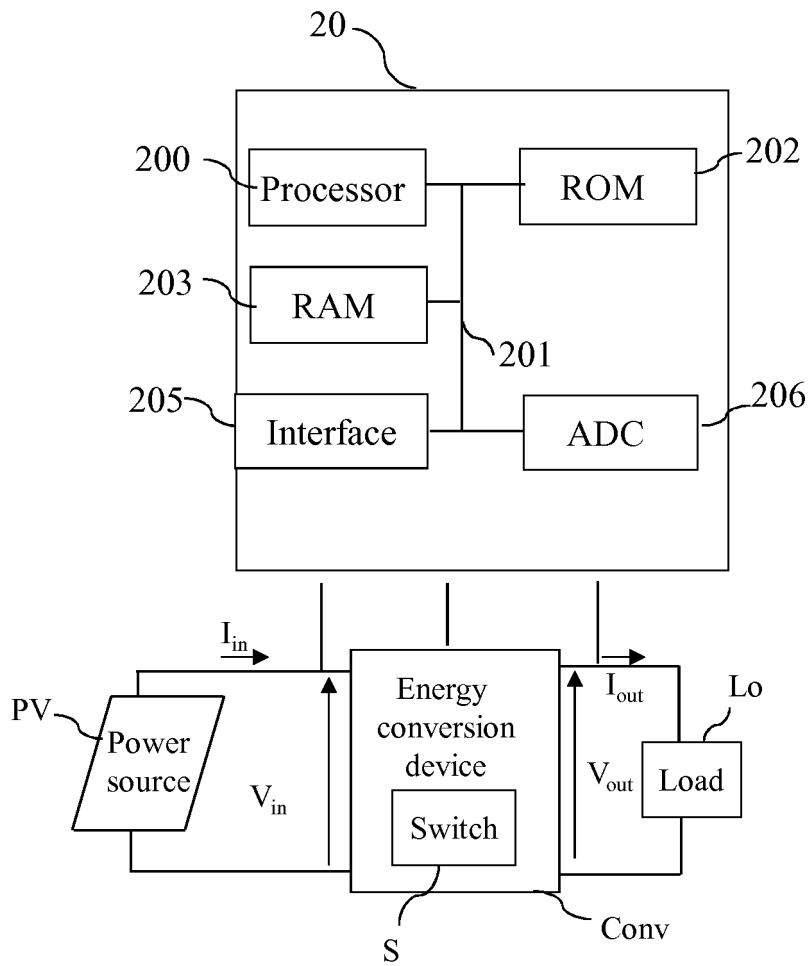 20
200
Processor
202
ROM
203
RAM
201
205
Interface
206
ADC
Iin
PV
Power
source
Vin
Energy
conversion
device
Switch
S
Conv
Iout
Vout
Lo
Load